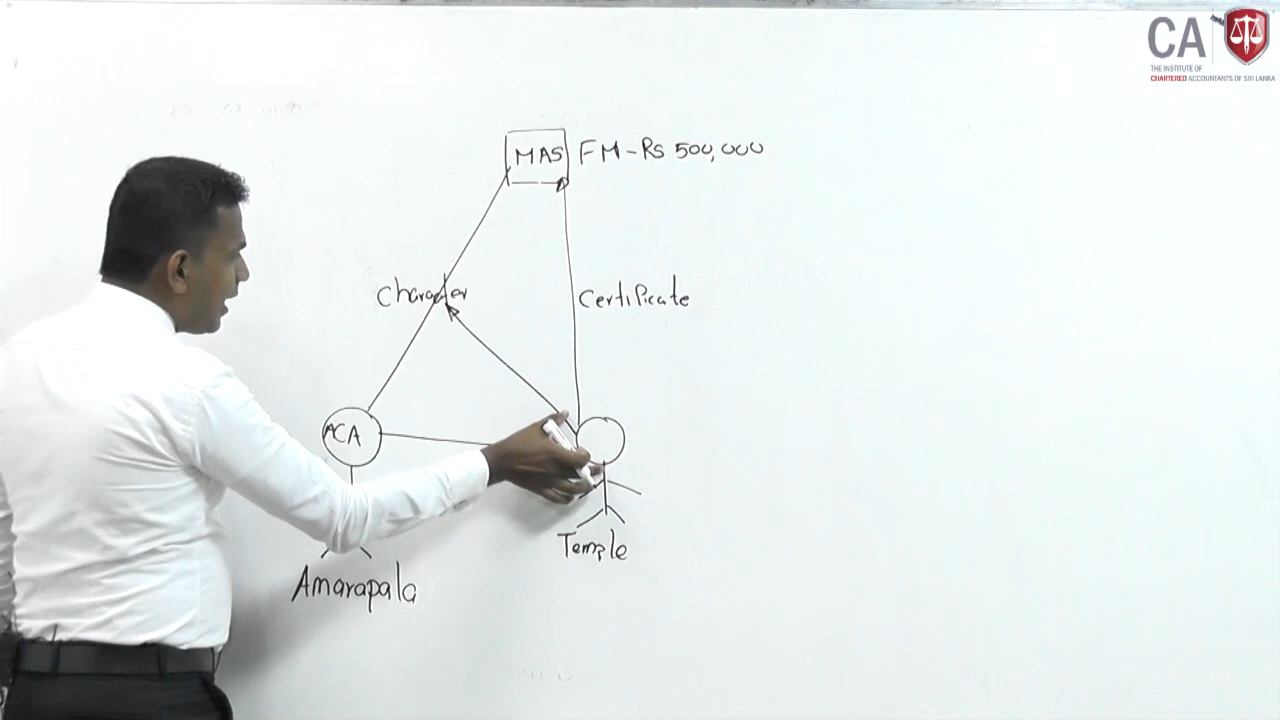 CA
THE INSTITUTE OF
CHARTERED ACCOUNTANTS OF SRI LANKA
MAS FM-Rs 500,000
Character
Certificate
ACA
Temple
Amarapala